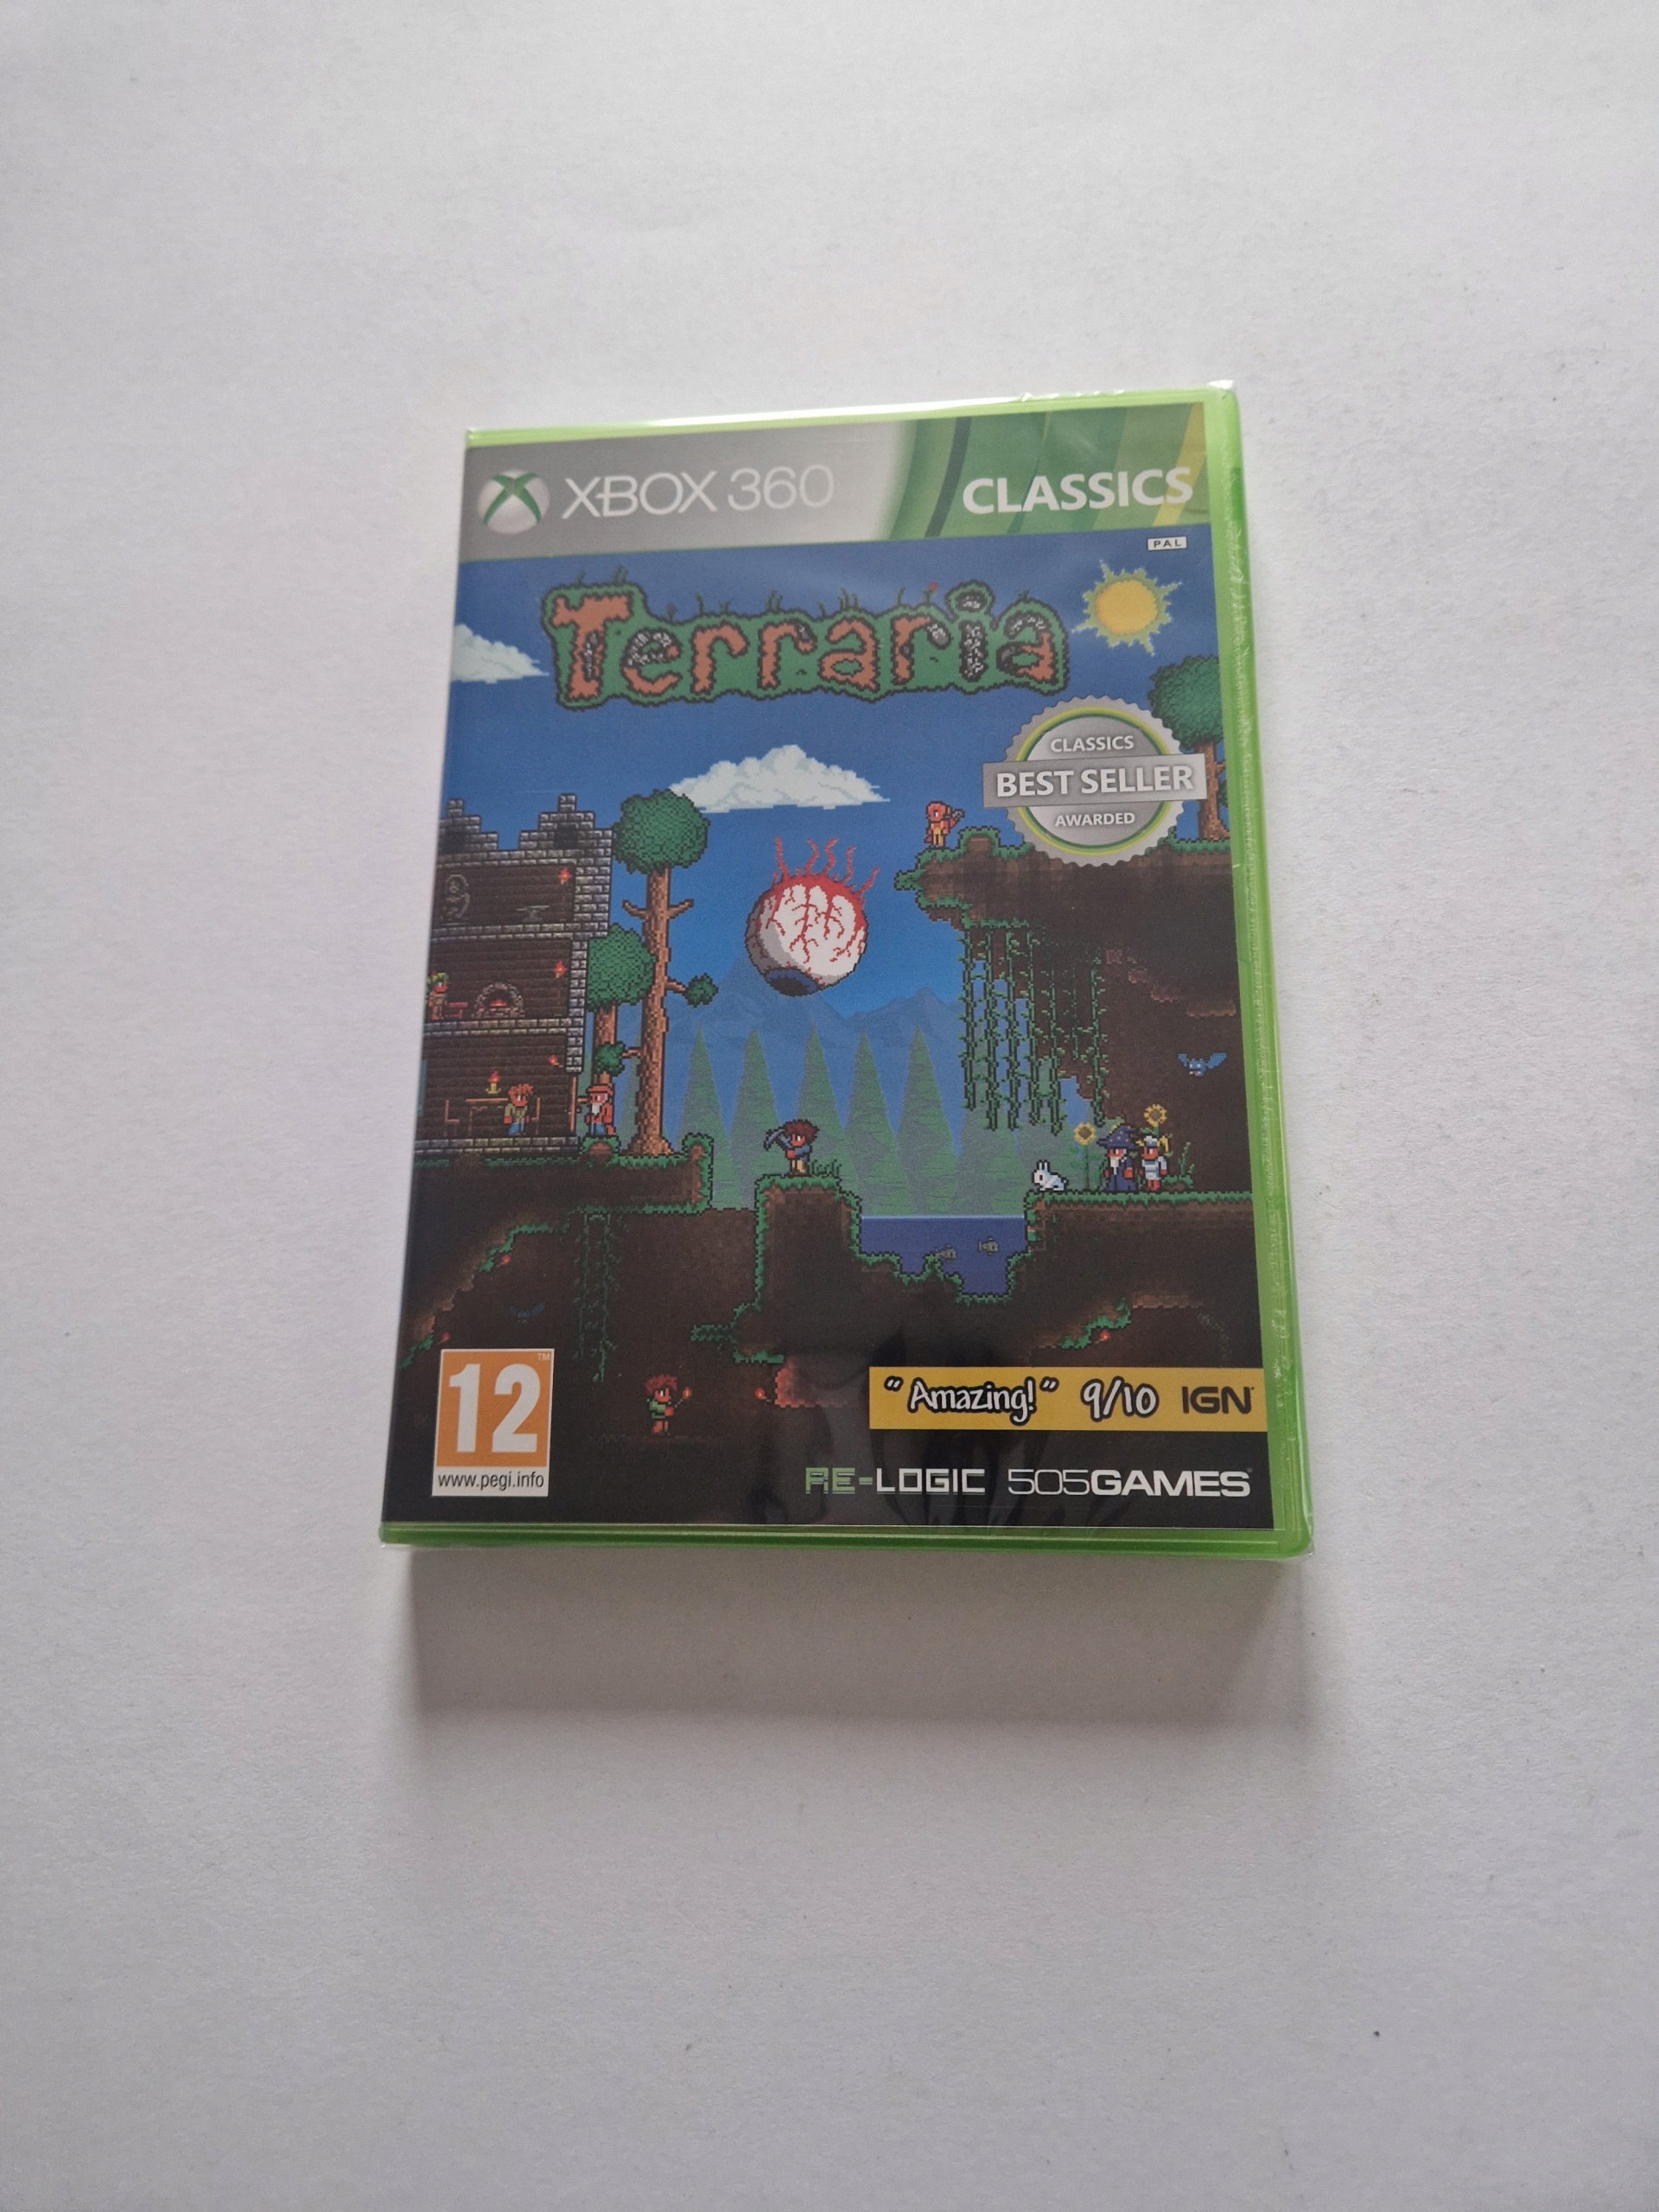 XBOX 360 CLASSICS
PAL
Terraria
CLASSICS
BEST SELLER
AWARDED
12™
www.pegi.info
"Amazing!" 9/10 IGN
RE-LOGIC 505GAMES